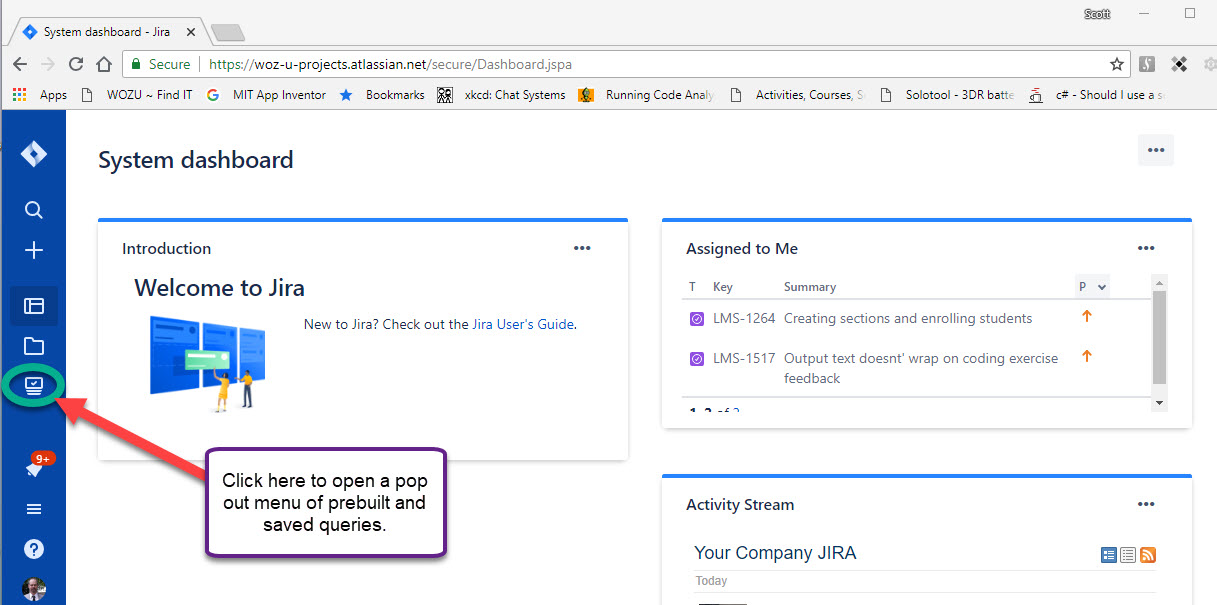 Scott
System dashboard - Jira
Secure
https://woz-u-projects.atlassian.net/secure/Dashboard.jspa
Apps
WOZU ~ Find IT
MIT App Inventor
Bookmarks
xkcd: Chat Systems
Running Code Analy
Activities, Courses, S
Solotool - 3DR batte
c# - Should I use a s
System dashboard
Introduction
Welcome to Jira
New to Jira? Check out the Jira User's Guide.
Assigned to Me
T Key Summary P
LMS-1264 Creating sections and enrolling students
LMS-1517 Output text doesnt' wrap on coding exercise
feedback
9+
Click here to open a pop
out menu of prebuilt and
saved queries.
Activity Stream
Your Company JIRA
Today